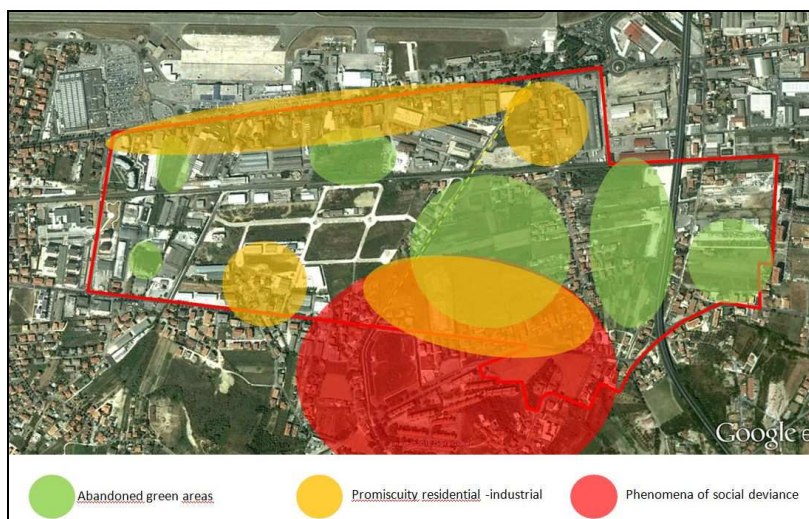 Google e
Abandoned green areas
Promiscuity residential -industrial
Phenomena of social deviance